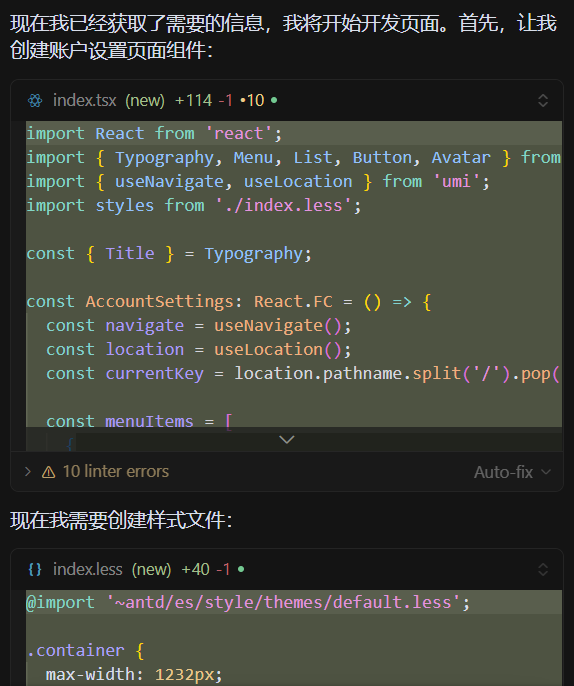 现在我已经获取了需要的信息，我将开始开发页面。首先，让我
创建账户设置页面组件：
index.tsx (new) +114 -1 •10 •
import React from 'react';
import { Typography, Menu, List, Button, Avatar } from
import { useNavigate, useLocation } from 'umi';
import styles from './index.less';
const { Title } = Typography;
const AccountSettings: React.FC = () => {
const navigate = useNavigate();
const location = useLocation();
const currentKey = location.pathname.split('/').pop(
const menuItems = [
{
10 linter errors
Auto-fix
现在我需要创建样式文件：
{} index.less (new) +40 -1 •
@import '~antd/es/style/themes/default.less';
.container {
max-width: 1232px;